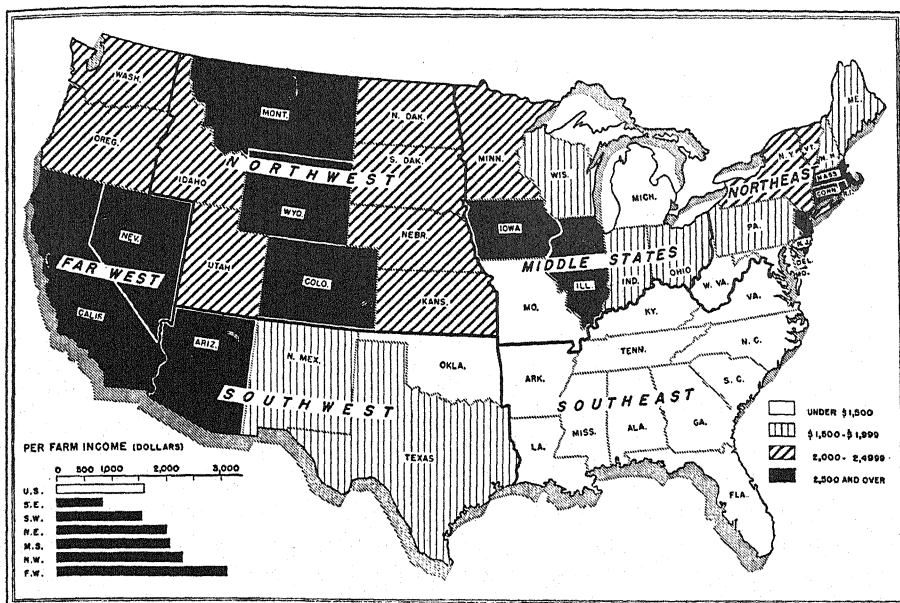 WASH.
OREG.
IDAHO
MONT.
N. DAK.
S. DAK.
NORTHWEST
WYO.
NEBR.
KANS.
UTAH
COLO.
NEV.
FAR WEST
CALIF.
ARIZ.
N. MEX.
SOUTHWEST
TEXAS
OKLA.
MINN.
WIS.
MICH.
IOWA
MIDDLE STATES
MO.
ILL.
IND.
OHIO
ME.
N.Y.
VT.
N.H.
MASS.
CONN.
R.I.
NORTHEAS
PA.
N.J.
DEL.
MD.
W. VA.
VA.
KY.
TENN.
N. C.
S. C.
ARK.
SOUTHEAST
LA.
MISS.
ALA.
GA.
FLA.
UNDER $1,500
$1,500-$1,999
2,000 - 2,4999
2,500 AND OVER
PER FARM INCOME (DOLLARS)
0 500 1,000 2,000 3,000
U.S.
S.E.
S.W.
N.E.
M.S.
N.W.
F.W.